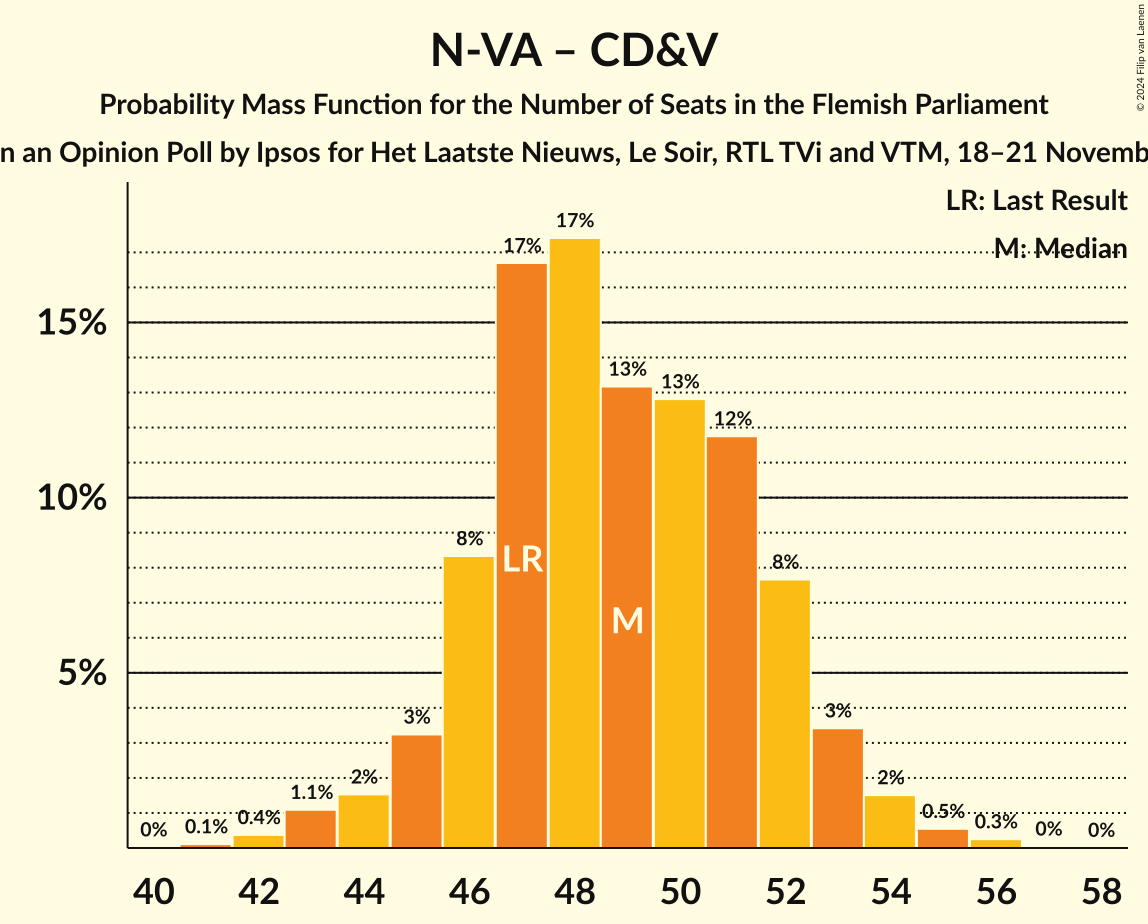 N-VA – CD&V
Probability Mass Function for the Number of Seats in the Flemish Parliament
an Opinion Poll by Ipsos for Het Laatste Nieuws, Le Soir, RTL TVi and VTM, 18–21
© 2024 Filip van Laenen
LR: Last Result
M: Median
17%
17%
15%
13%
13%
12%
10%
8%
LR
8%
M
5%
3%
3%
2%
2%
1.1%
0.5%
0.4%
0.3%
0.1%
0%
0%
0%
40 42 44 46 48 50 52 54 56 58